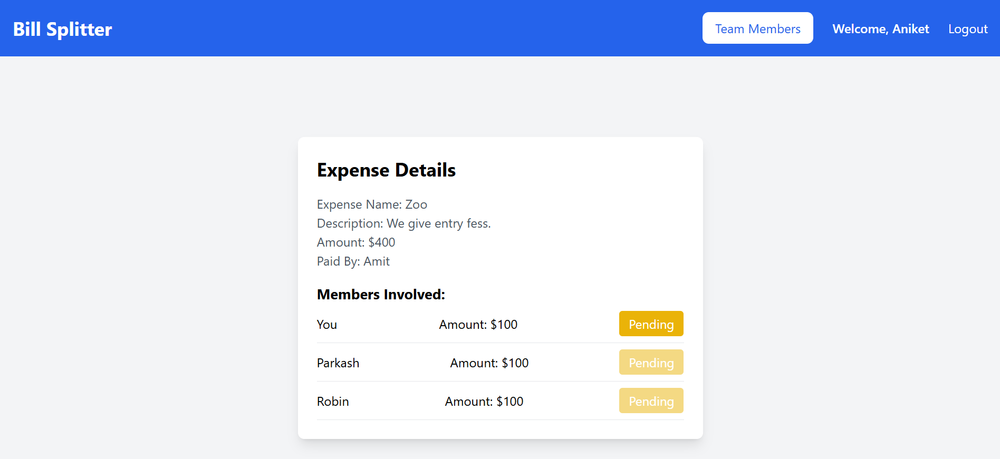 Bill Splitter
Team Members
Welcome, Aniket
Logout
Expense Details
Expense Name: Zoo
Description: We give entry fess.
Amount: $400
Paid By: Amit
Members Involved:
You Amount: $100 Pending
Parkash Amount: $100 Pending
Robin Amount: $100 Pending